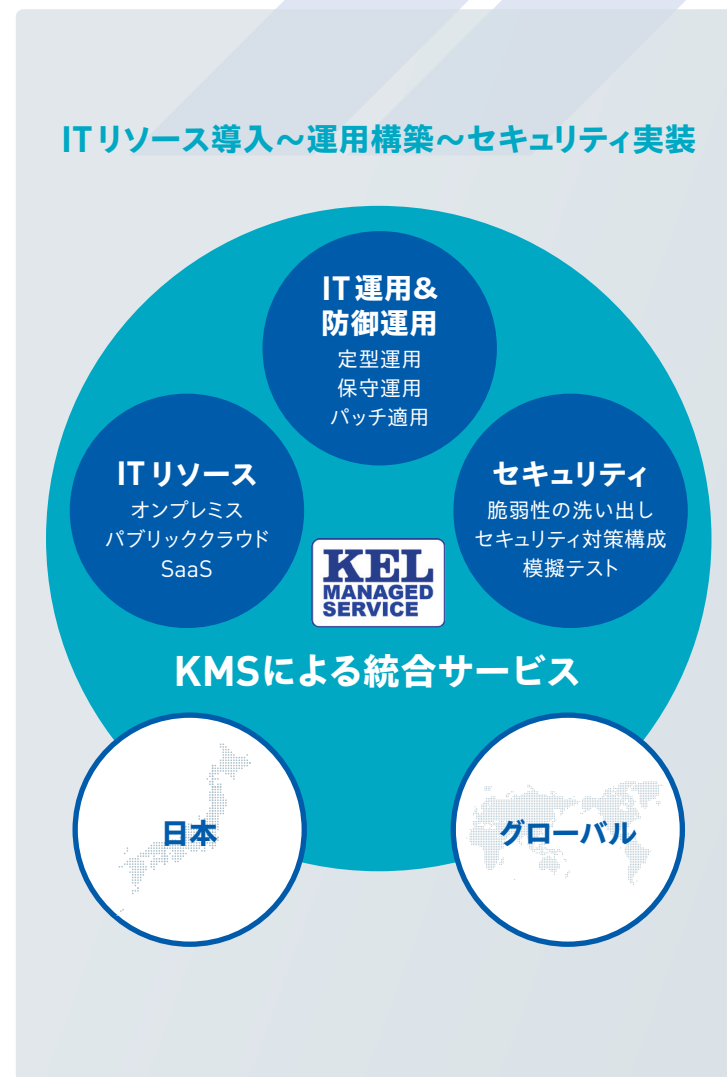 ITリソース導入～運用構築～セキュリティ実装
IT運用&
防御運用
定型運用
保守運用
パッチ適用
ITリソース
オンプレミス
パブリッククラウド
SaaS
セキュリティ
脆弱性の洗い出し
セキュリティ対策構成
模擬テスト
KEL
MANAGED
SERVICE
KMSによる統合サービス
日本
グローバル